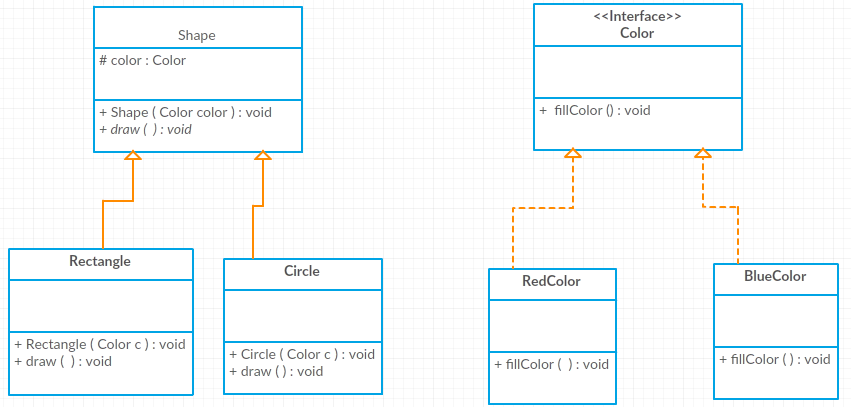 Shape
# color : Color
+ Shape ( Color color ) : void
+ draw ( ) : void
<<Interface>>
Color
+ fillColor () : void
Rectangle
+ Rectangle ( Color c ) : void
+ draw ( ) : void
Circle
+ Circle ( Color c ) : void
+ draw ( ) : void
RedColor
+ fillColor ( ) : void
BlueColor
+ fillColor ( ) : void